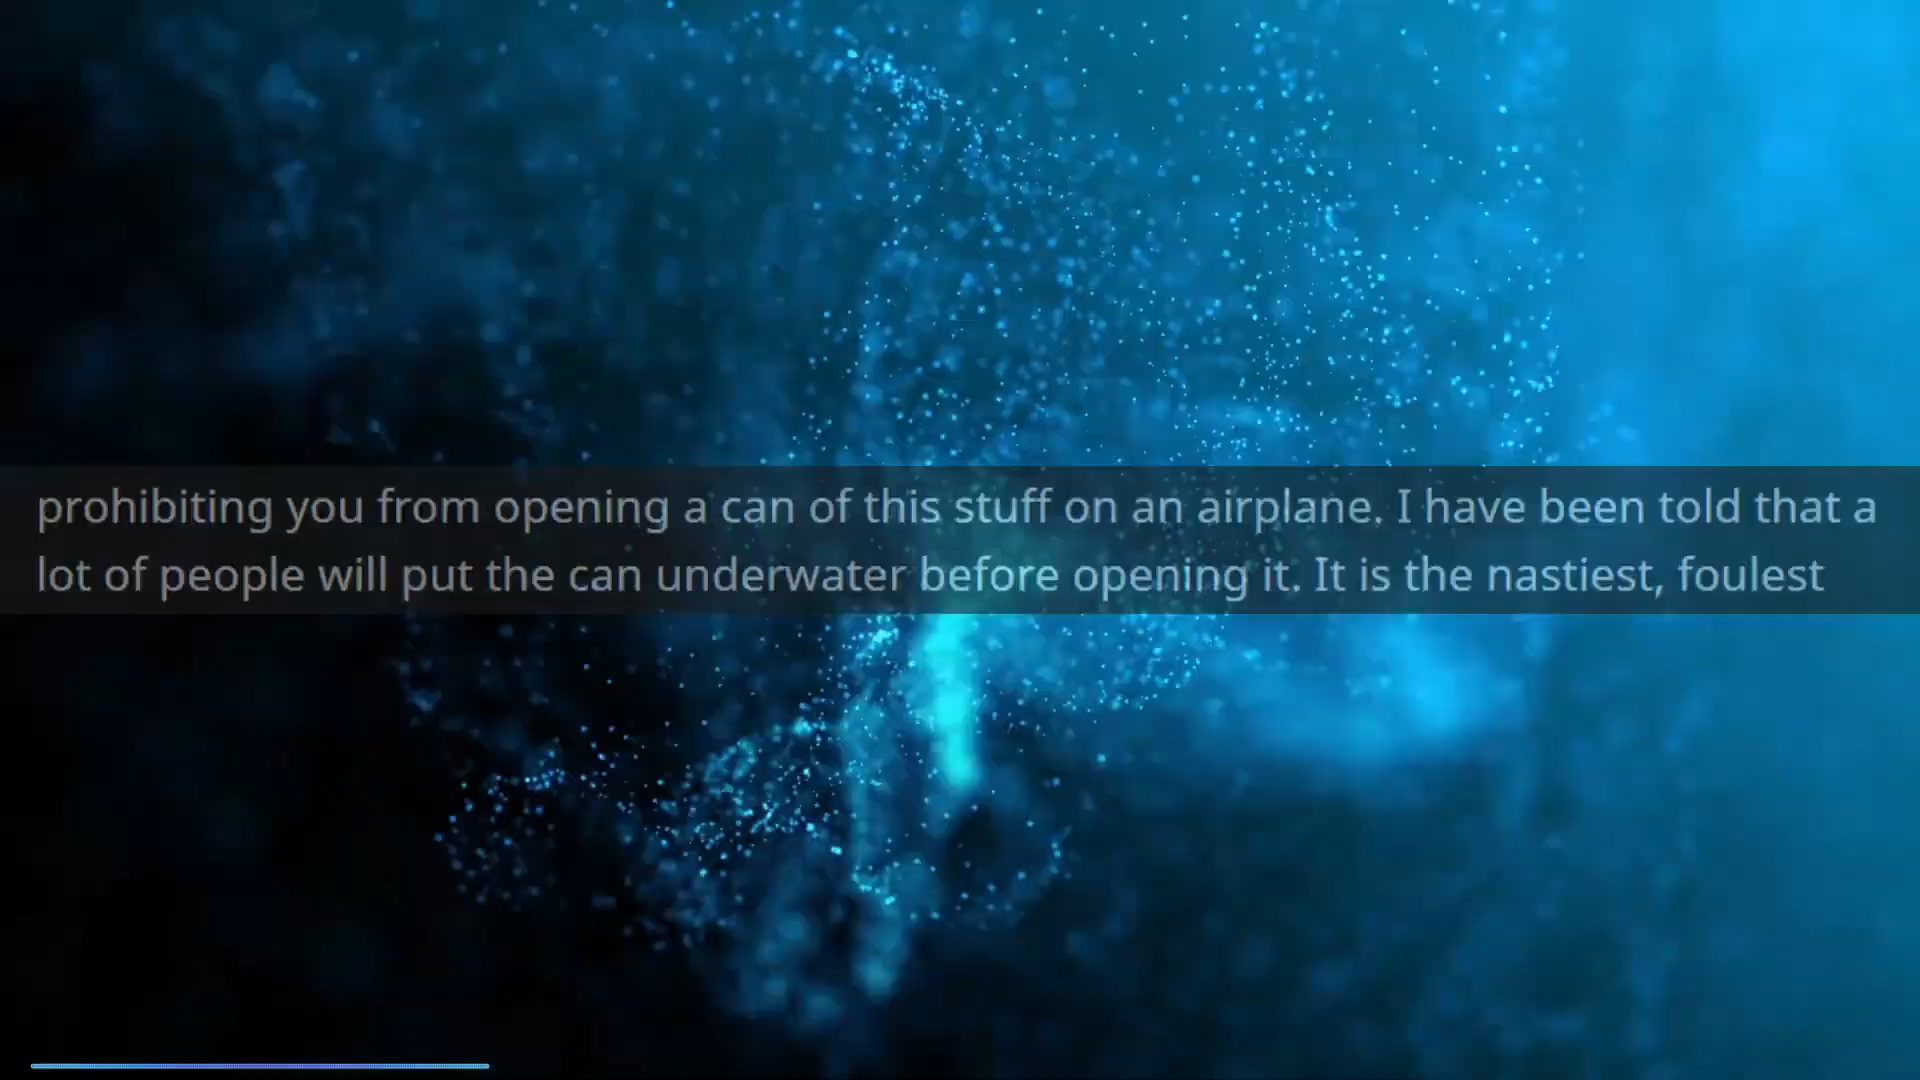 prohibiting you from opening a can of this stuff on an airplane. I have been told that a
lot of people will put the can underwater before opening it. It is the nastiest, foulest